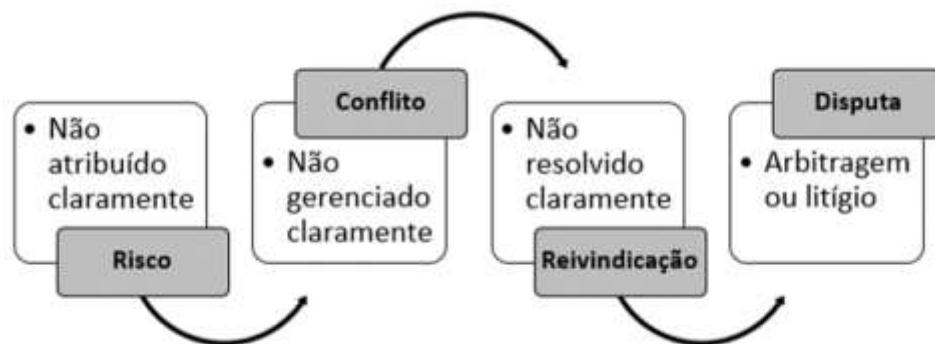 • Não
atribuído
claramente
Risco
Conflito
• Não
gerenciado
claramente
• Não
resolvido
claramente
Reivindicação
Disputa
• Arbitragem
ou litígio